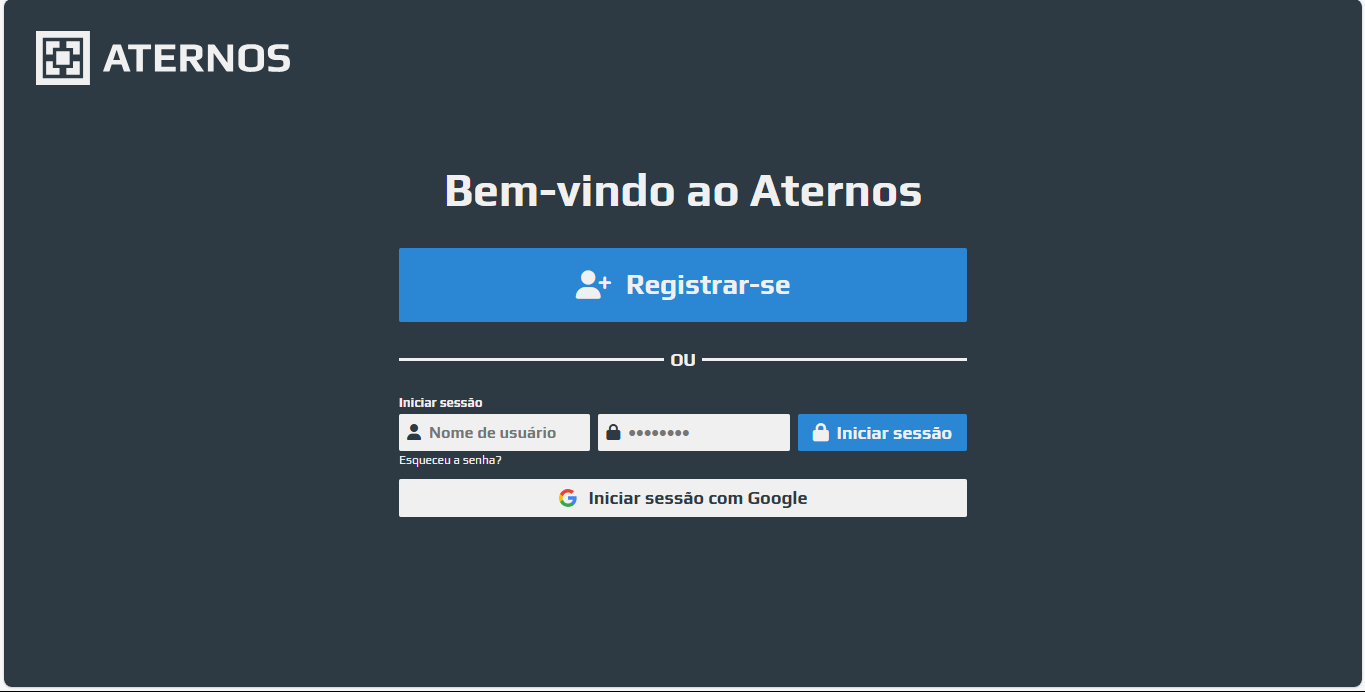 ATERNOS
Bem-vindo ao Aternos
Registrar-se
OU
Iniciar sessão
Nome de usuário •••••••• Iniciar sessão
Esqueceu a senha?
Iniciar sessão com Google